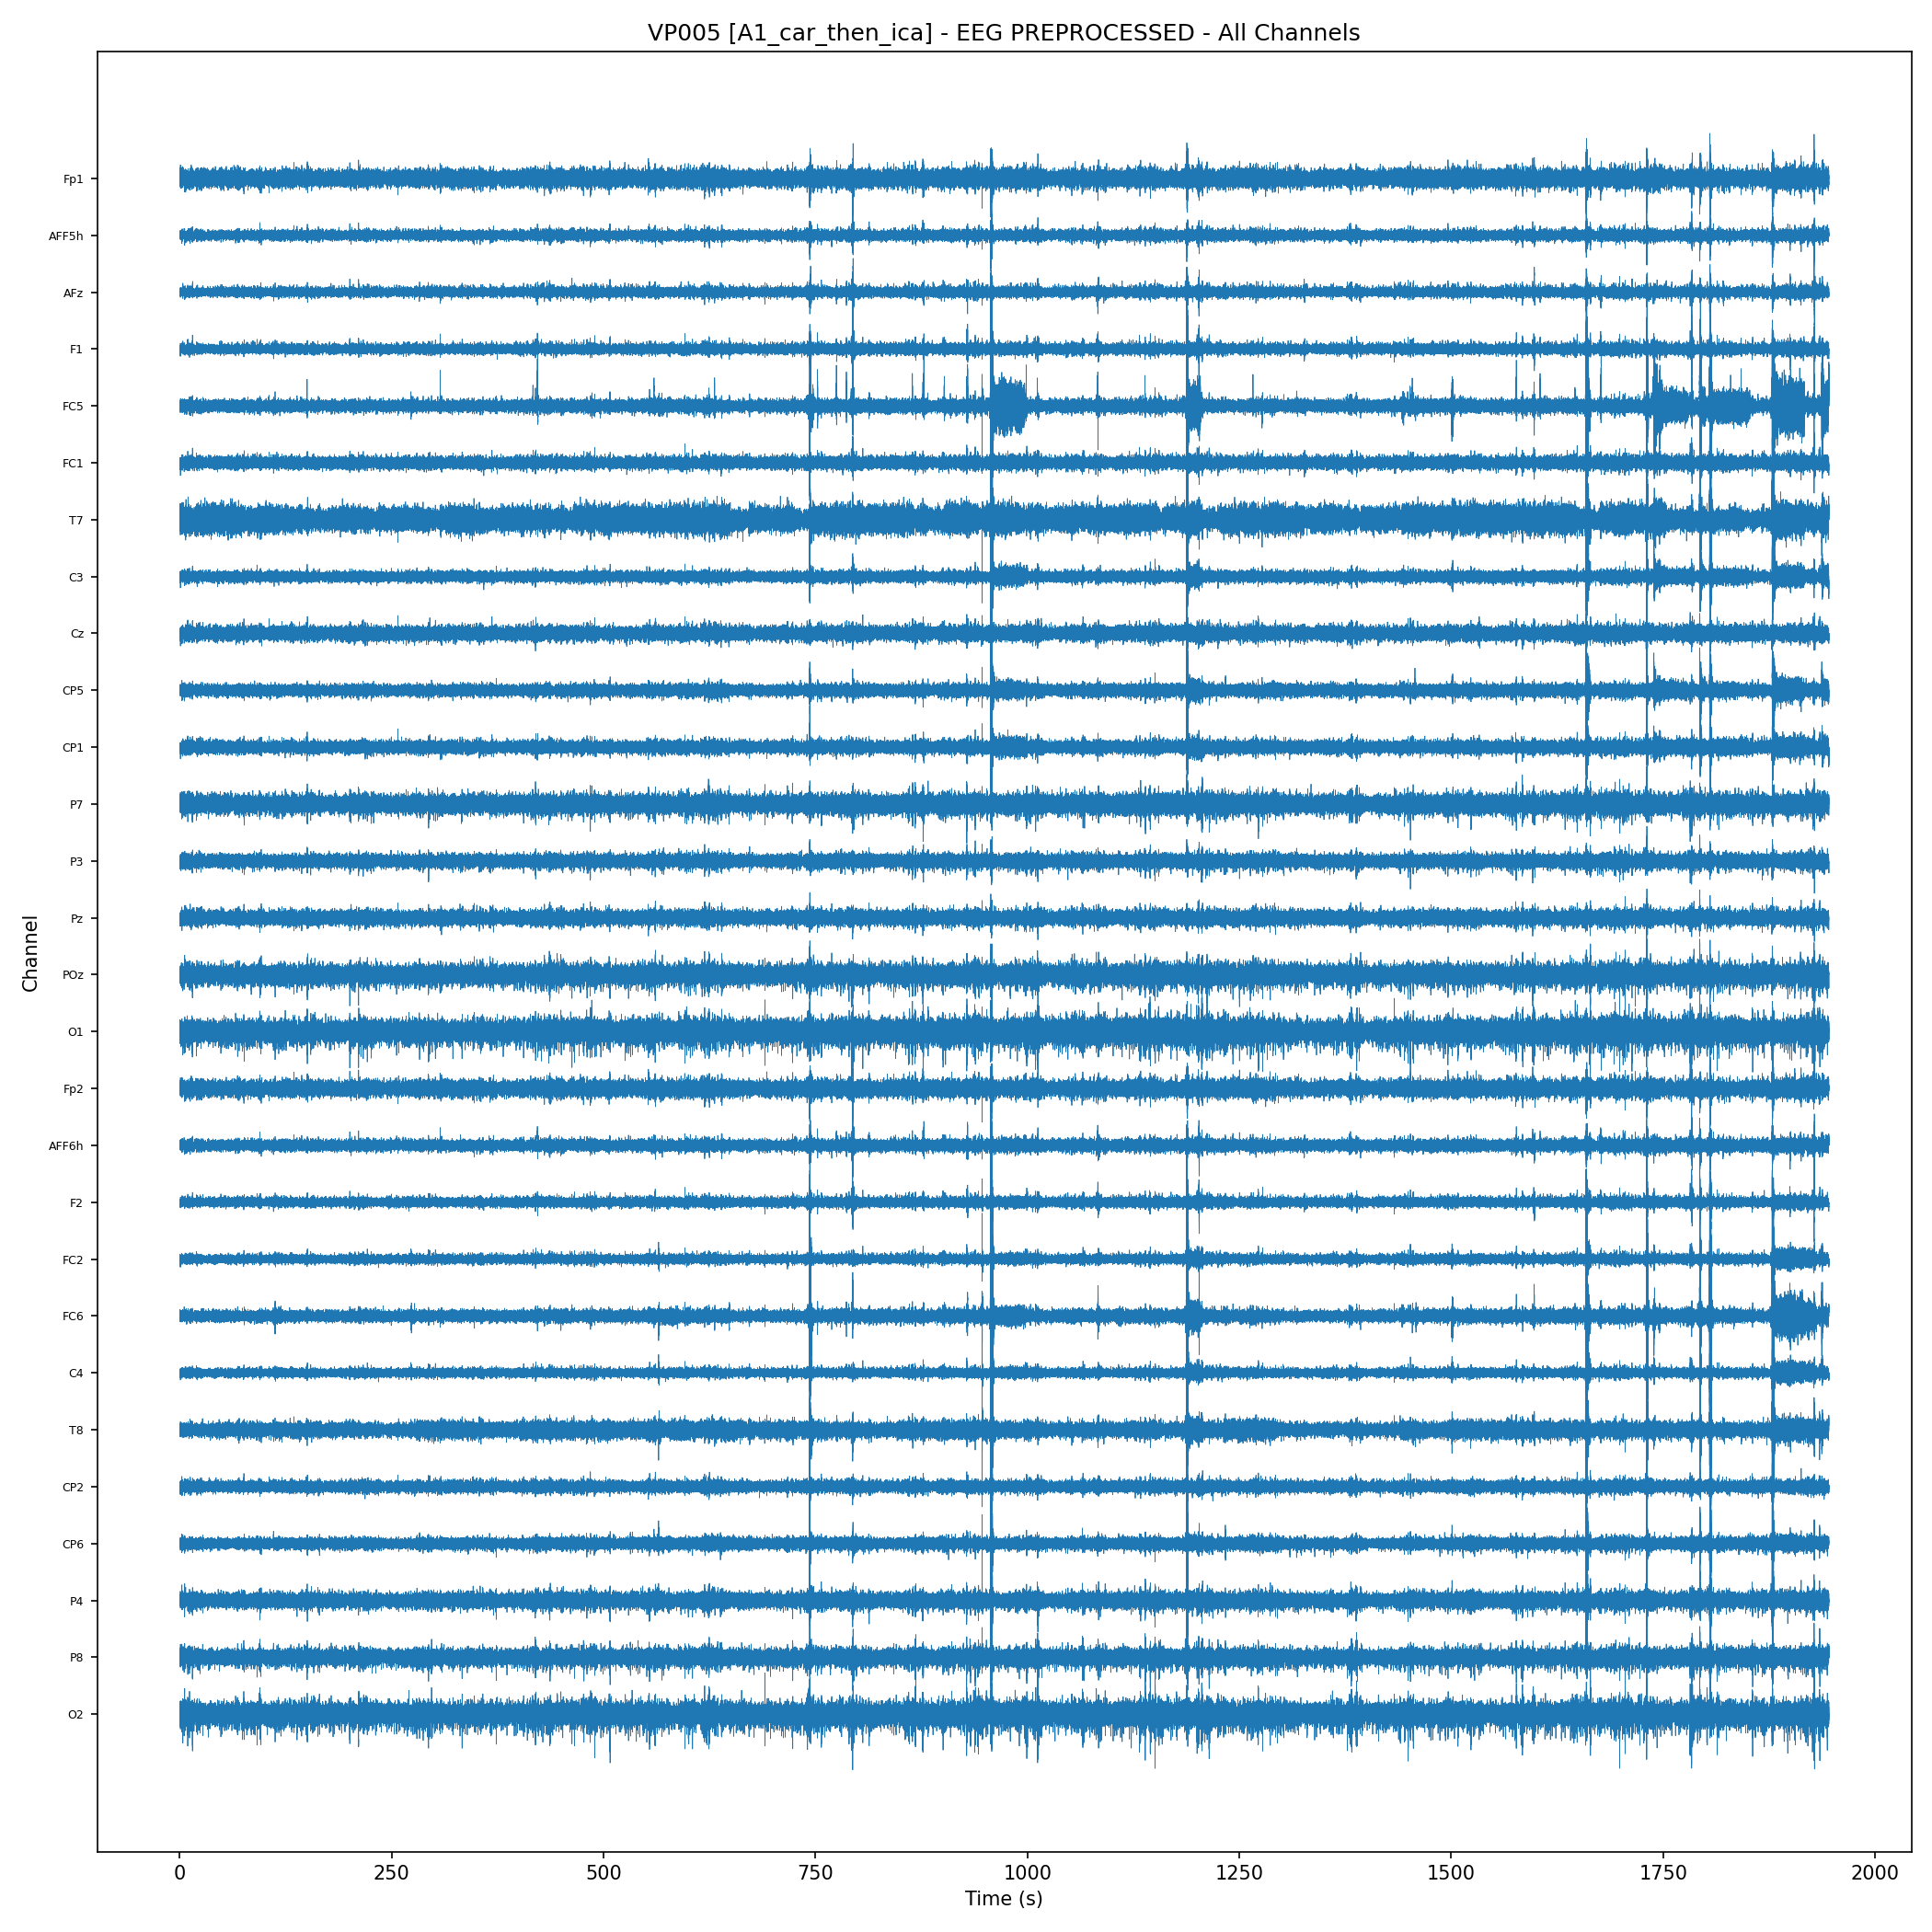 VP005 [A1_car_then_ica] - EEG PREPROCESSED - All Channels
Channel
Fp1
AFF5h
AFz
F1
FC5
FC1
T7
C3
Cz
CP5
CP1
P7
P3
Pz
POz
O1
Fp2
AFF6h
F2
FC2
FC6
C4
T8
CP2
CP6
P4
P8
O2
0 250 500 750 1000 1250 1500 1750 2000
Time (s)